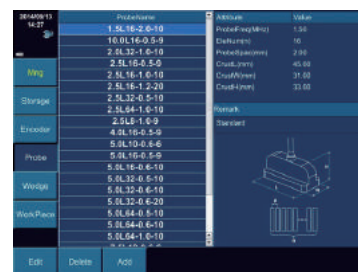 2014/09/13
14:27
Mng
Storage
Encoder
Probe
Wedge
WorkPiece
ProbeName
1.5L16-2.0-10
10.0L16-0.5-9
2.0L32-1.0-10
2.5L16-0.5-9
2.5L16-1.0-10
2.5L16-1.2-20
2.5L32-0.5-10
2.5L64-1.0-10
2.5L8-1.0-9
4.0L16-0.5-9
5.0L10-0.6-6
5.0L16-0.5-9
5.0L16-0.6-10
5.0L32-0.5-10
5.0L32-0.6-10
5.0L32-0.6-20
5.0L64-0.5-10
5.0L64-0.6-10
5.0L64-1.0-10
Attribute Value
ProbeFreq(MHz) 1.50
EleNum(n) 16
ProbeSpan(mm) 2.00
CrustL(mm) 45.00
CrustW(mm) 31.00
CrustH(mm) 33.00
Remark
Standard
Edit Delete Add